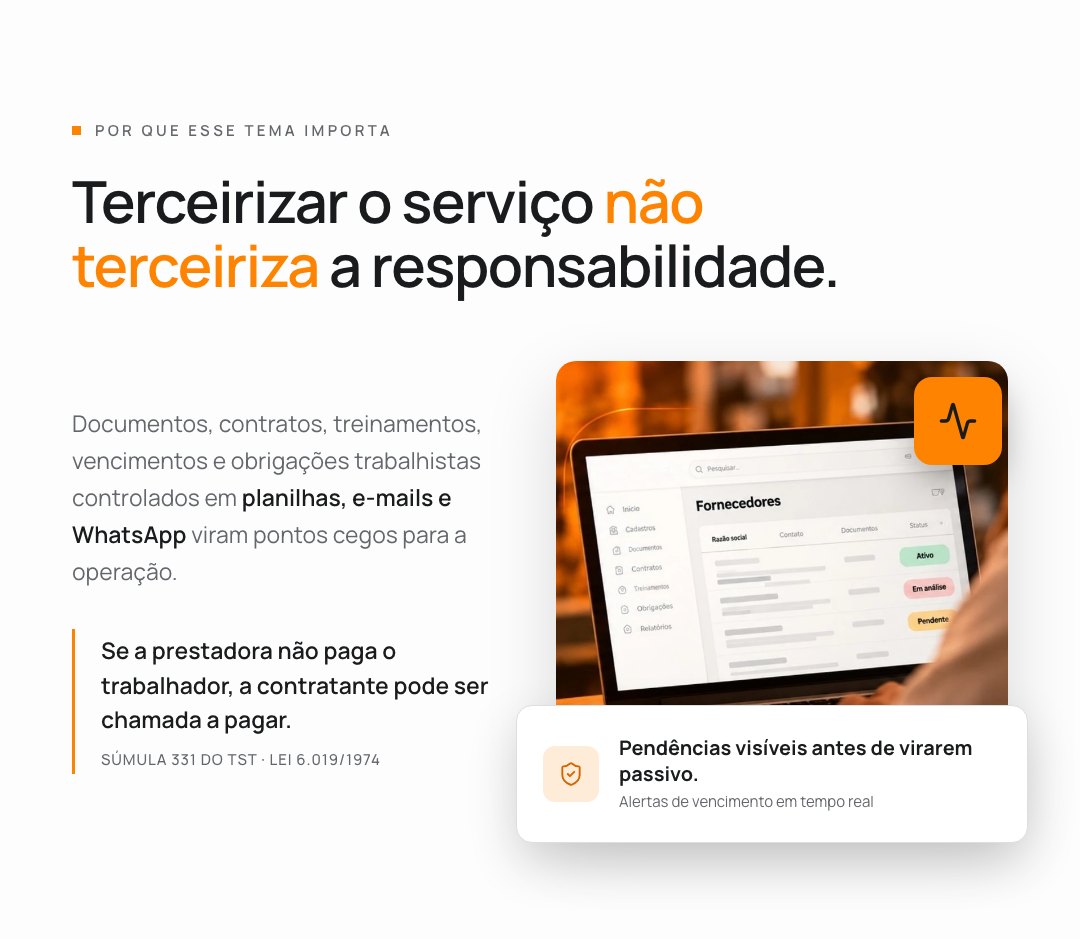 POR QUE ESSE TEMA IMPORTA
Terceirizar o serviço não
terceiriza a responsabilidade.
Documentos, contratos, treinamentos,
vencimentos e obrigações trabalhistas
controlados em planilhas, e-mails e
WhatsApp viram pontos cegos para a
operação.
Se a prestadora não paga o
trabalhador, a contratante pode ser
chamada a pagar.
SÚMULA 331 DO TST · LEI 6.019/1974
Pesquisar...
Início
Cadastros
Documentos
Contratos
Treinamentos
Obrigações
Relatórios
Fornecedores
Razão social Contato Documentos Status
Ativo
Em análise
Pendente
Pendências visíveis antes de virarem
passivo.
Alertas de vencimento em tempo real